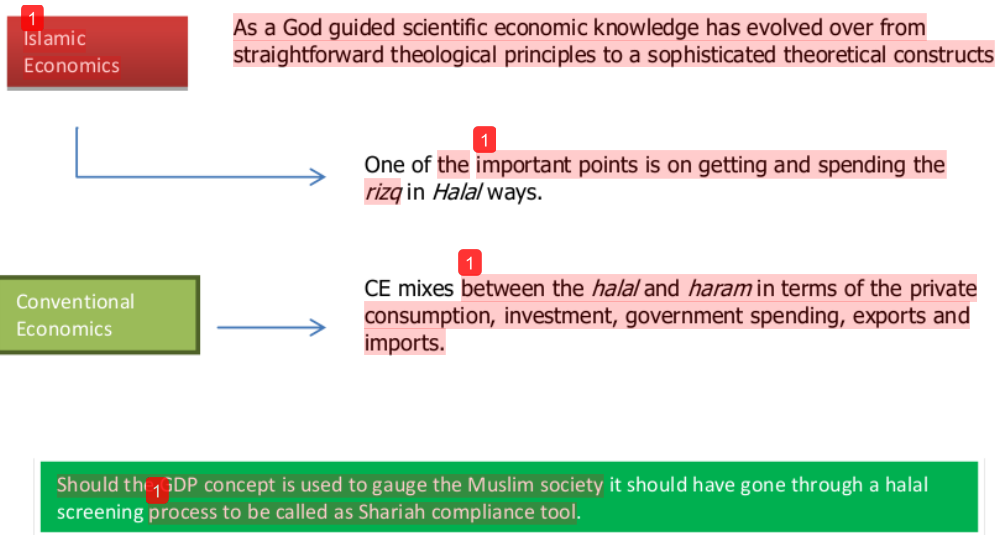 1
Islamic
Economics
As a God guided scientific economic knowledge has evolved over from
straightforward theological principles to a sophisticated theoretical constructs
1
One of the important points is on getting and spending the
rizq in Halal ways.
1
CE mixes between the halal and haram in terms of the private
consumption, investment, government spending, exports and
imports.
Conventional
Economics
Should the GDP concept is used to gauge the Muslim society it should have gone through a halal
1
screening process to be called as Shariah compliance tool.